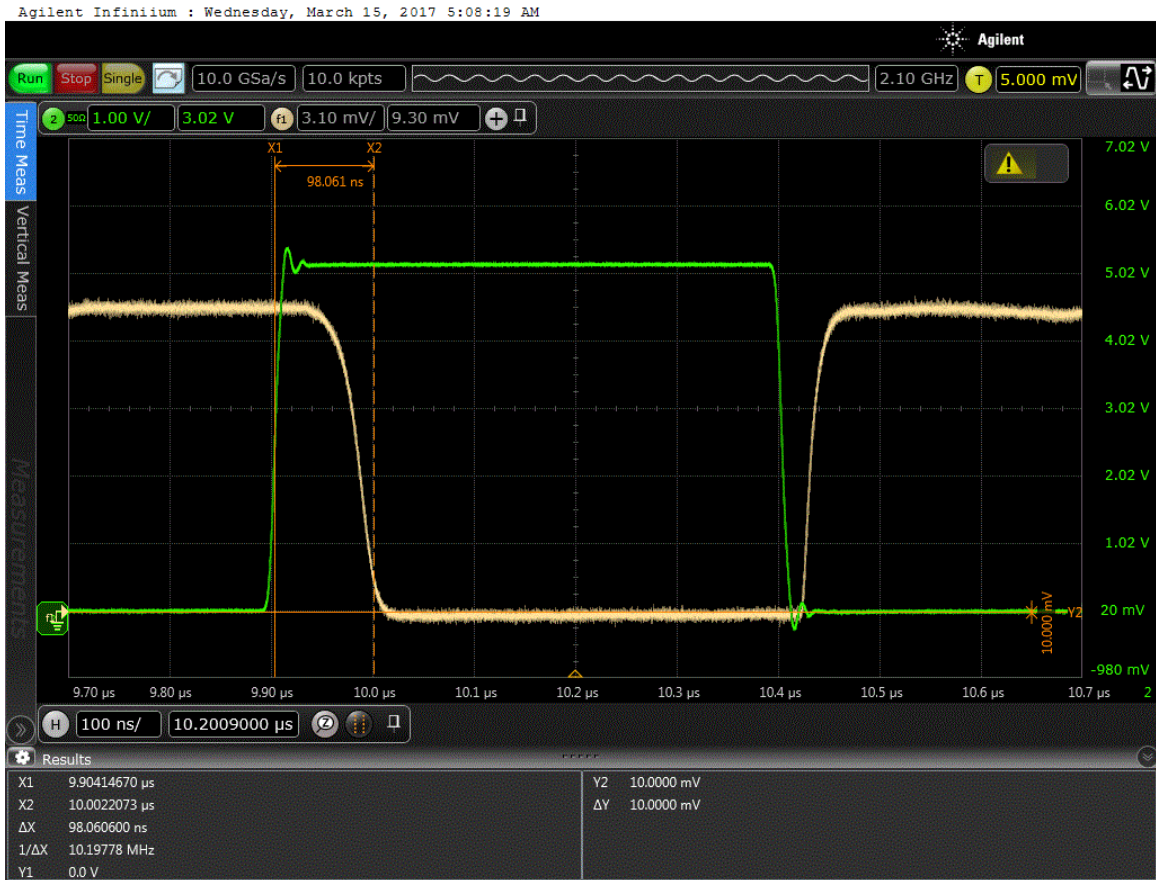 Agilent Infiniium : Wednesday, March 15, 2017 5:08:19 AM
Agilent
Run Stop Single 10.0 GSa/s 10.0 kpts 2.10 GHz T 5.000 mV
2 50Ω 1.00 V/ 3.02 V f1 3.10 mV/ 9.30 mV
Time Meas
Vertical Meas
Measurements
X1 X2
98.061 ns
7.02 V
6.02 V
5.02 V
4.02 V
3.02 V
2.02 V
1.02 V
20 mV
-980 mV
10.000 mV
Y2
9.70 µs 9.80 µs 9.90 µs 10.0 µs 10.1 µs 10.2 µs 10.3 µs 10.4 µs 10.5 µs 10.6 µs 10.7 µs 2
H 100 ns/ 10.2009000 µs Z
Results
X1 9.90414670 µs Y2 10.0000 mV
X2 10.0022073 µs ΔY 10.0000 mV
ΔX 98.060600 ns
1/ΔX 10.19778 MHz
Y1 0.0 V